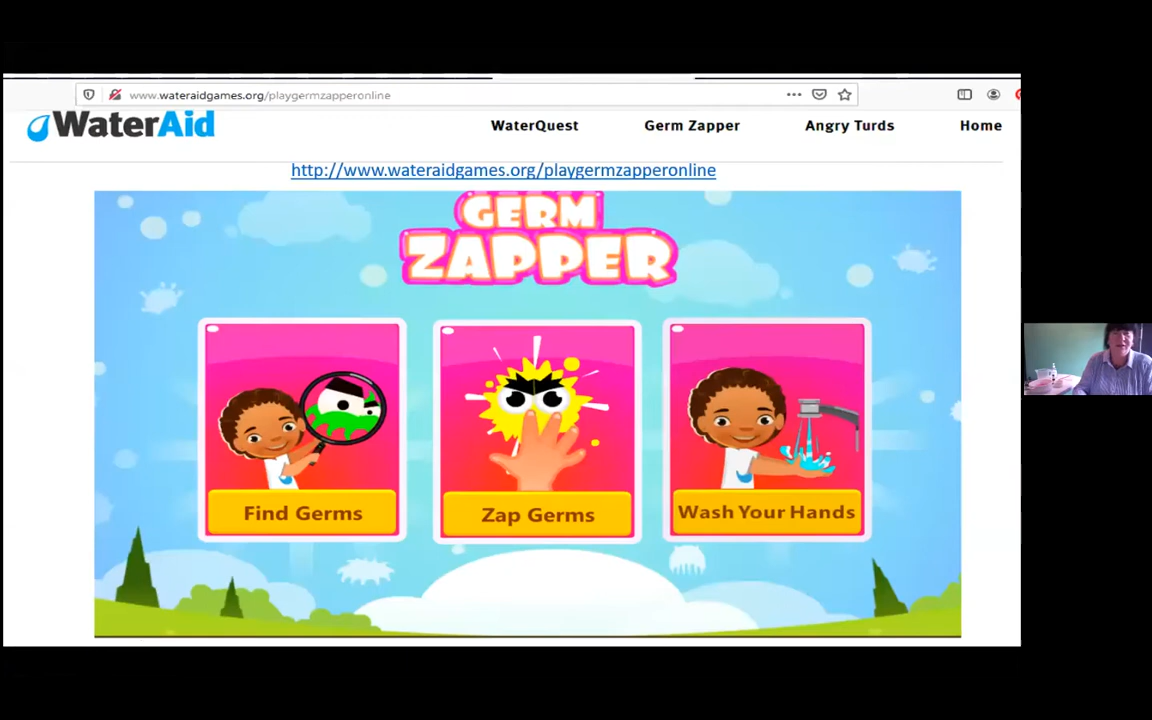 www.wateraidgames.org/playgermzapperonline
WaterAid
WaterQuest Germ Zapper Angry Turds Home
http://www.wateraidgames.org/playgermzapperonline
GERM
ZAPPER
Find Germs
Zap Germs
Wash Your Hands